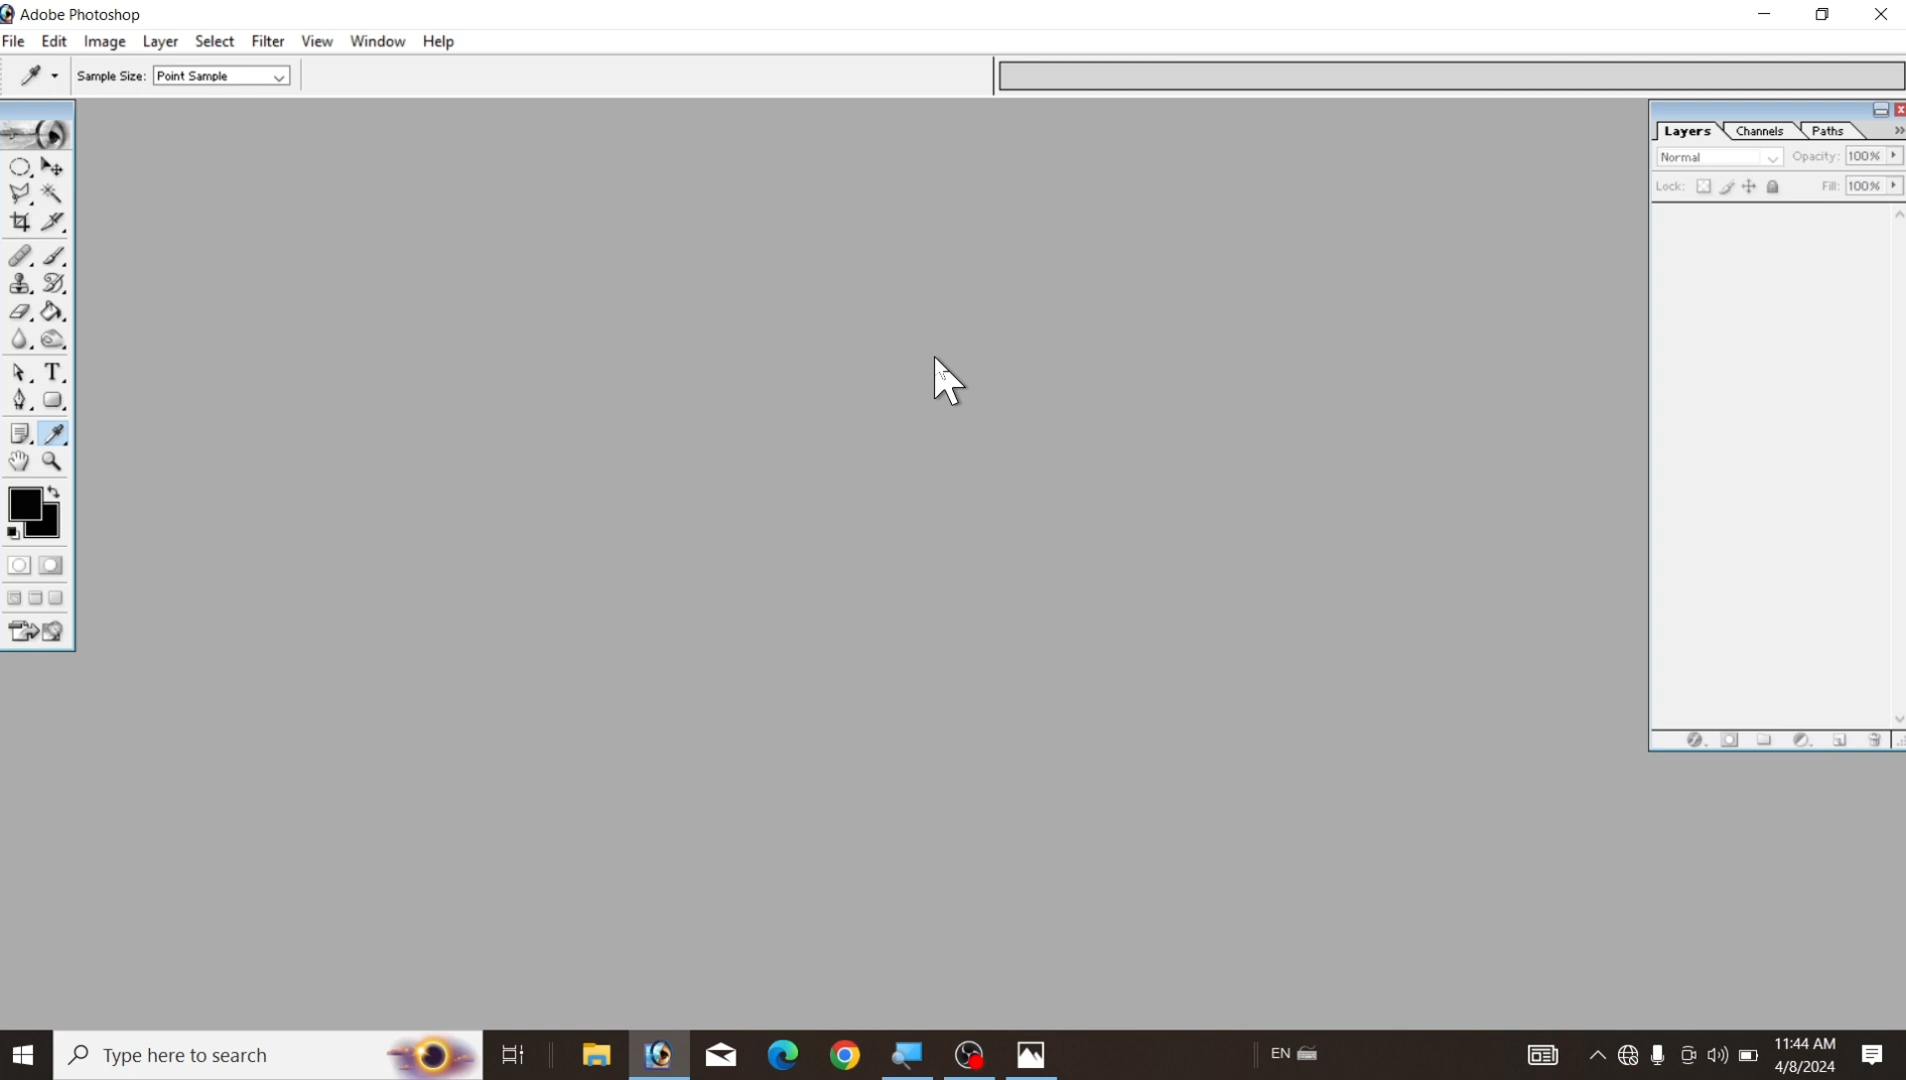 Adobe Photoshop
File Edit Image Layer Select Filter View Window Help
Sample Size: Point Sample
Layers Channels Paths
Normal Opacity: 100%
Lock: Fill: 100%
T
Type here to search
EN
11:44 AM
4/8/2024